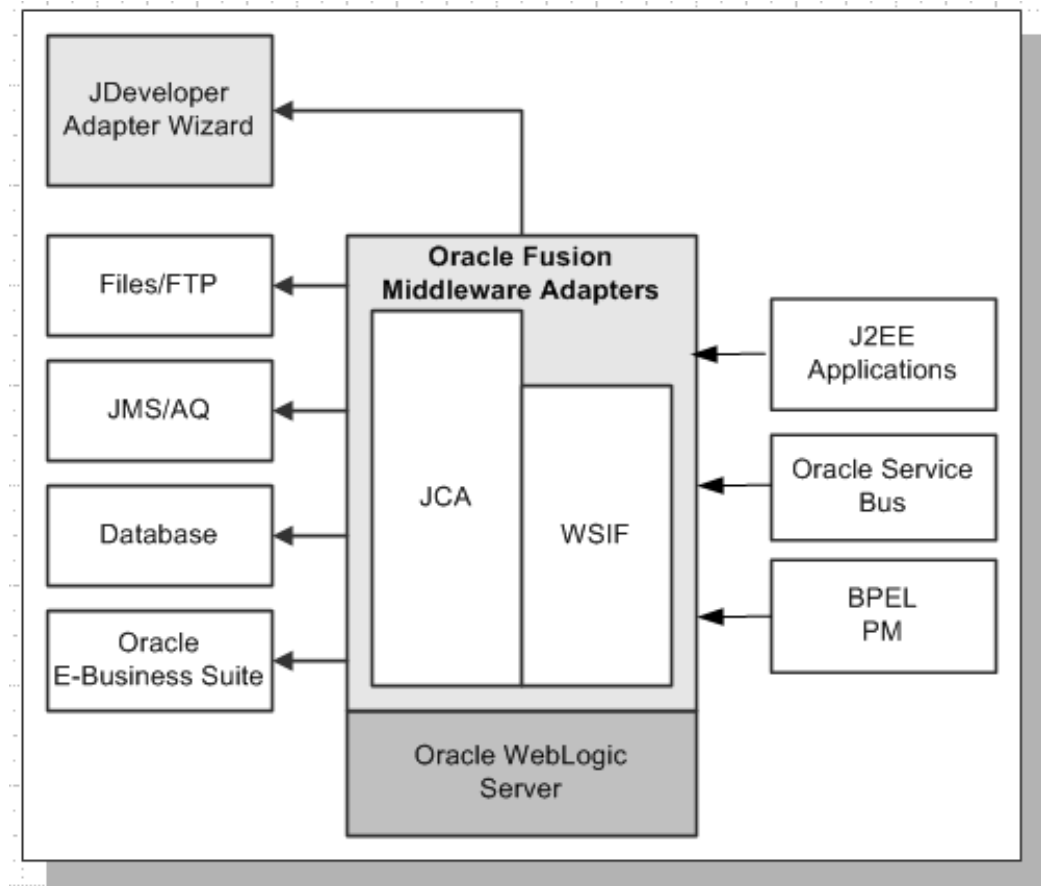 JDeveloper
Adapter Wizard
Files/FTP
JMS/AQ
Database
Oracle
E-Business Suite
Oracle Fusion
Middleware Adapters
JCA
WSIF
Oracle WebLogic
Server
J2EE
Applications
Oracle Service
Bus
BPEL
PM